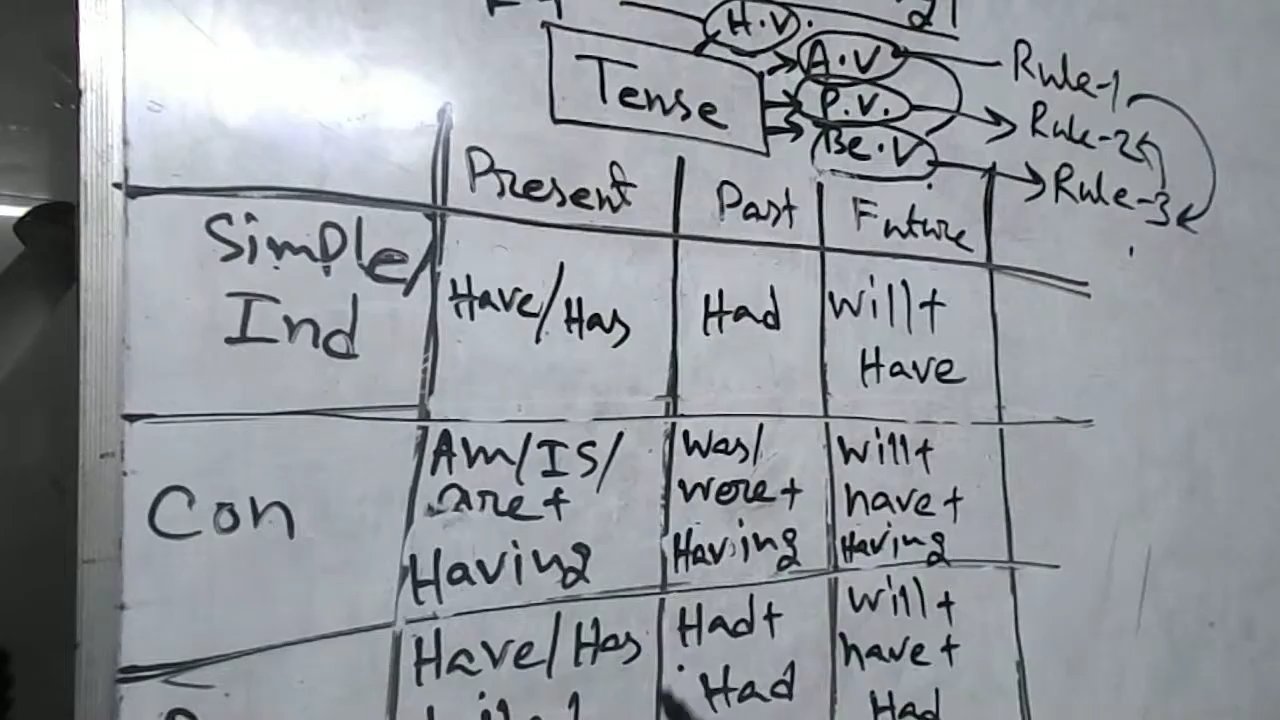 H.V.
21
Tense
A.V
P.V.
Be.V
Rule-1
Rule-2
Rule-3
Present
Past
Future
Simple/
Ind
Have/Has
Had
will+
Have
Con
Am/IS/
are+
Having
was/
were+
Having
will+
have+
Having
Have/Has
Had+
Had
will+
have+
Had